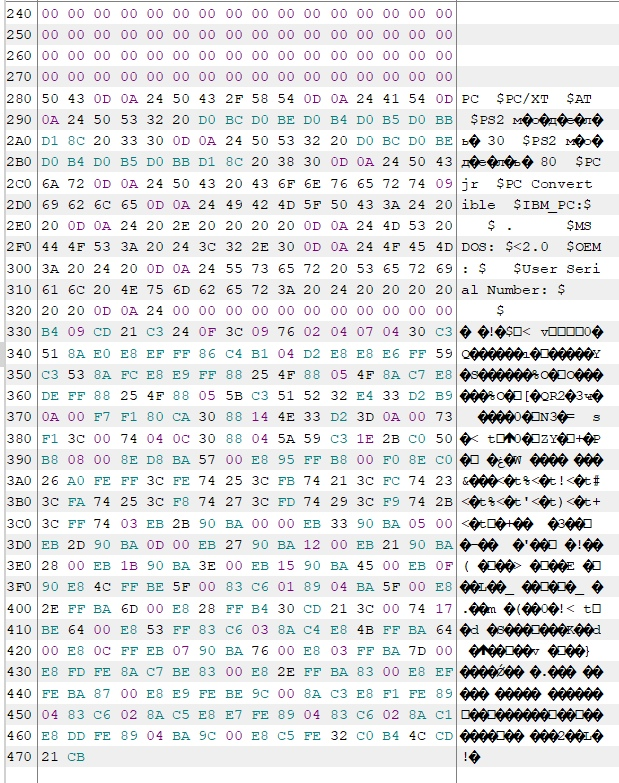 240 00 00 00 00 00 00 00 00 00 00 00 00 00 00 00 00
250 00 00 00 00 00 00 00 00 00 00 00 00 00 00 00 00
260 00 00 00 00 00 00 00 00 00 00 00 00 00 00 00 00
270 00 00 00 00 00 00 00 00 00 00 00 00 00 00 00 00
280 50 43 0D 0A 24 50 43 2F 58 54 0D 0A 24 41 54 0D PC $PC/XT $AT
290 0A 24 50 53 32 20 D0 BC D0 BE D0 B4 D0 B5 D0 BB $PS2
2A0 D1 8C 20 33 30 0D 0A 24 50 53 32 20 D0 BC D0 BE 30 $PS2
2B0 D0 B4 D0 B5 D0 BB D1 8C 20 38 30 0D 0A 24 50 43 80 $PC
2C0 6A 72 0D 0A 24 50 43 20 43 6F 6E 76 65 72 74 09 jr $PC Convert
2D0 69 62 6C 65 0D 0A 24 49 42 4D 5F 50 43 3A 24 20 ible $IBM_PC:$
2E0 20 0D 0A 24 20 2E 20 20 20 20 0D 0A 24 4D 53 20 $ . $MS
2F0 44 4F 53 3A 20 24 3C 32 2E 30 0D 0A 24 4F 45 4D DOS: $<2.0 $OEM
300 3A 20 24 20 0D 0A 24 55 73 65 72 20 53 65 72 69 : $ $User Seri
310 61 6C 20 4E 75 6D 62 65 72 3A 20 24 20 20 20 20 al Number: $
320 20 20 0D 0A 24 00 00 00 00 00 00 00 00 00 00 00 $
330 B4 09 CD 21 C3 24 0F 3C 09 76 02 04 07 04 30 C3
340 51 8A E0 E8 EF FF 86 C4 B1 04 D2 E8 E8 E6 FF 59
350 C3 53 8A FC E8 E9 FF 88 25 4F 88 05 4F 8A C7 E8
360 DE FF 88 25 4F 88 05 5B C3 51 52 32 E4 33 D2 B9
370 0A 00 F7 F1 80 CA 30 88 14 4E 33 D2 3D 0A 00 73
380 F1 3C 00 74 04 0C 30 88 04 5A 59 C3 1E 2B C0 50
390 B8 08 00 8E D8 BA 57 00 E8 95 FF B8 00 F0 8E C0
3A0 26 A0 FE FF 3C FE 74 25 3C FB 74 21 3C FC 74 23
3B0 3C FA 74 25 3C F8 74 27 3C FD 74 29 3C F9 74 2B
3C0 3C FF 74 03 EB 2B 90 BA 00 00 EB 33 90 BA 05 00
3D0 EB 2D 90 BA 0D 00 EB 27 90 BA 12 00 EB 21 90 BA
3E0 28 00 EB 1B 90 BA 3E 00 EB 15 90 BA 45 00 EB 0F
3F0 90 E8 4C FF BE 5F 00 83 C6 01 89 04 BA 5F 00 E8
400 2E FF BA 6D 00 E8 28 FF B4 30 CD 21 3C 00 74 17
410 BE 64 00 E8 53 FF 83 C6 03 8A C4 E8 4B FF BA 64
420 00 E8 0C FF EB 07 90 BA 76 00 E8 03 FF BA 7D 00
430 E8 FD FE 8A C7 BE 83 00 E8 2E FF BA 83 00 E8 EF
440 FE BA 87 00 E8 E9 FE BE 9C 00 8A C3 E8 F1 FE 89
450 04 83 C6 02 8A C5 E8 E7 FE 89 04 83 C6 02 8A C1
460 E8 DD FE 89 04 BA 9C 00 E8 C5 FE 32 C0 B4 4C CD
470 21 CB